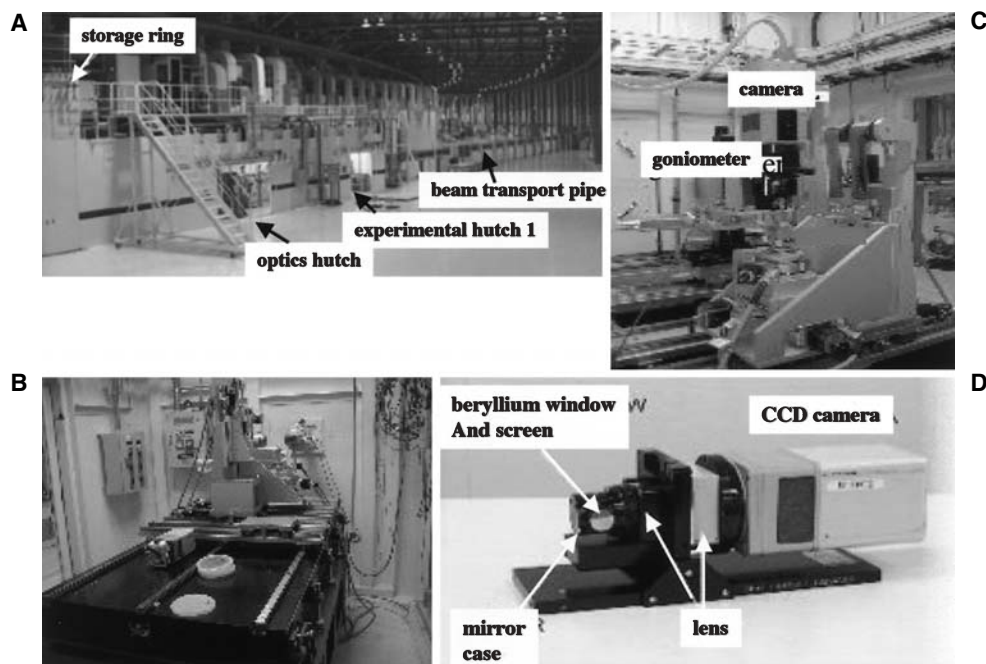 A
storage ring
beam transport pipe
experimental hutch 1
optics hutch
C
camera
goniometer
er
B
D
beryllium window
And screen
CCD camera
mirror
case
lens